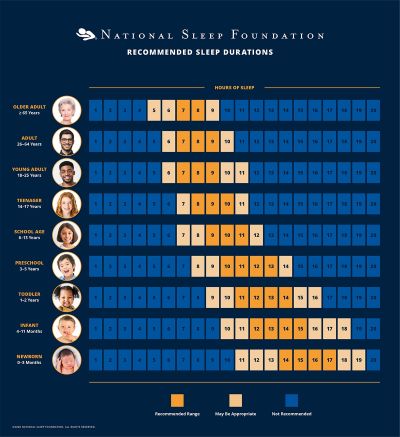 NATIONAL SLEEP FOUNDATION
RECOMMENDED SLEEP DURATIONS
HOURS OF SLEEP
OLDER ADULT
≥ 65 Years
1 2 3 4 5 6 7 8 9 10 11 12 13 14 15 16 17 18 19 20
ADULT
26–64 Years
1 2 3 4 5 6 7 8 9 10 11 12 13 14 15 16 17 18 19 20
YOUNG ADULT
18–25 Years
1 2 3 4 5 6 7 8 9 10 11 12 13 14 15 16 17 18 19 20
TEENAGER
14–17 Years
1 2 3 4 5 6 7 8 9 10 11 12 13 14 15 16 17 18 19 20
SCHOOL AGE
6–13 Years
1 2 3 4 5 6 7 8 9 10 11 12 13 14 15 16 17 18 19 20
PRESCHOOL
3–5 Years
1 2 3 4 5 6 7 8 9 10 11 12 13 14 15 16 17 18 19 20
TODDLER
1–2 Years
1 2 3 4 5 6 7 8 9 10 11 12 13 14 15 16 17 18 19 20
INFANT
4–11 Months
1 2 3 4 5 6 7 8 9 10 11 12 13 14 15 16 17 18 19 20
NEWBORN
0–3 Months
1 2 3 4 5 6 7 8 9 10 11 12 13 14 15 16 17 18 19 20
Recommended Range
May Be Appropriate
Not Recommended
NATIONAL SLEEP FOUNDATION. ALL RIGHTS RESERVED.